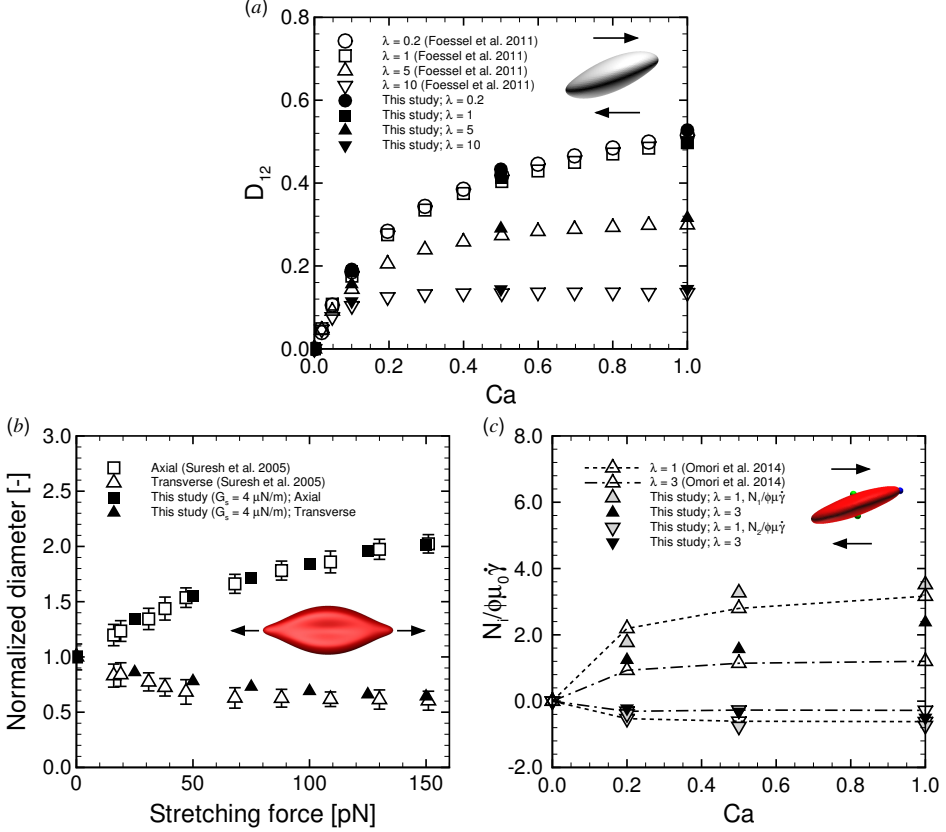 (a)
0.8
0.6
0.4
0.2
0.0
D₁₂
λ = 0.2 (Foessel et al. 2011)
λ = 1 (Foessel et al. 2011)
λ = 5 (Foessel et al. 2011)
λ = 10 (Foessel et al. 2011)
This study; λ = 0.2
This study; λ = 1
This study; λ = 5
This study; λ = 10
0.0 0.2 0.4 0.6 0.8 1.0
Ca
(b)
3.0
2.5
2.0
1.5
1.0
0.5
0.0
Normalized diameter [-]
Axial (Suresh et al. 2005)
Transverse (Suresh et al. 2005)
This study (Gₛ = 4 μN/m); Axial
This study (Gₛ = 4 μN/m); Transverse
0 50 100 150
Stretching force [pN]
(c)
8.0
6.0
4.0
2.0
0.0
-2.0
Nᵢ/ϕμ₀γ̇
λ = 1 (Omori et al. 2014)
λ = 3 (Omori et al. 2014)
This study; λ = 1, N₁/ϕμγ̇
This study; λ = 3
This study; λ = 1, N₂/ϕμγ̇
This study; λ = 3
0.0 0.2 0.4 0.6 0.8 1.0
Ca